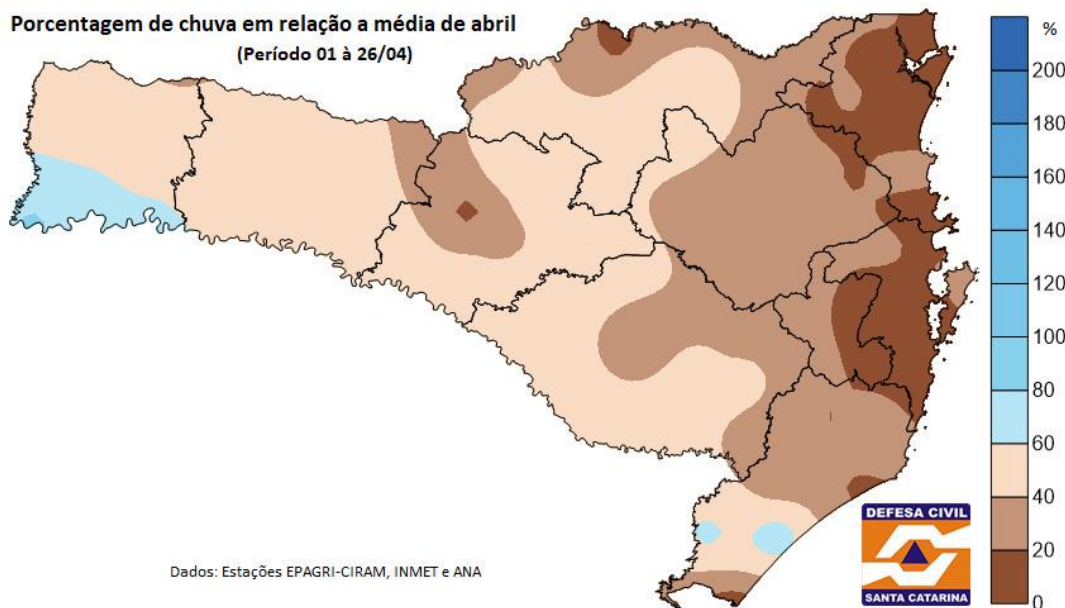 Porcentagem de chuva em relação a média de abril
(Período 01 à 26/04)
%
200
180
160
140
120
100
80
60
40
20
0
DEFESA CIVIL
SANTA CATARINA
Dados: Estações EPAGRI-CIRAM, INMET e ANA